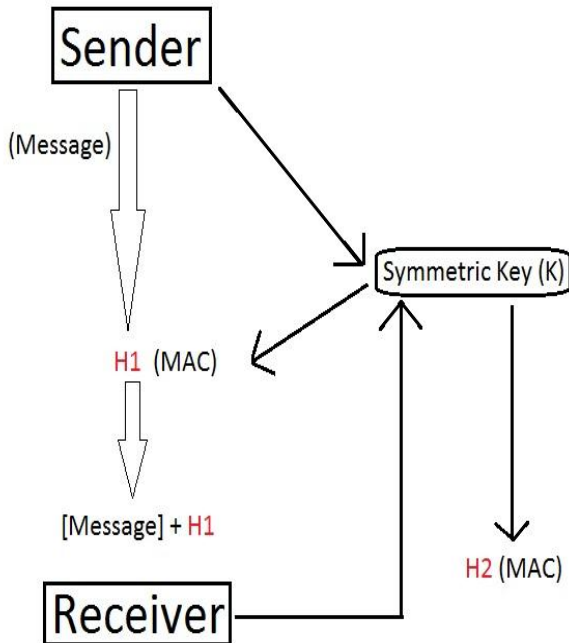 Sender
(Message)
Symmetric Key (K)
H1 (MAC)
[Message] + H1
H2 (MAC)
Receiver